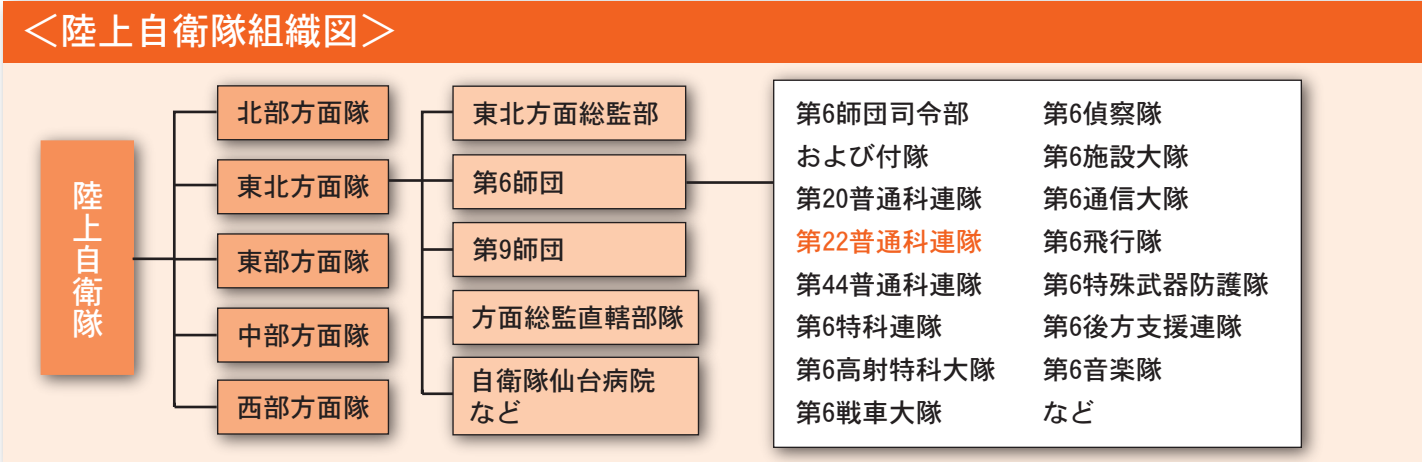 ＜陸上自衛隊組織図＞
陸上自衛隊
北部方面隊
東北方面隊
東部方面隊
中部方面隊
西部方面隊
東北方面総監部
第6師団
第9師団
方面総監直轄部隊
自衛隊仙台病院
など
第6師団司令部
および付隊
第20普通科連隊
第22普通科連隊
第44普通科連隊
第6特科連隊
第6高射特科大隊
第6戦車大隊
第6偵察隊
第6施設大隊
第6通信大隊
第6飛行隊
第6特殊武器防護隊
第6後方支援連隊
第6音楽隊
など